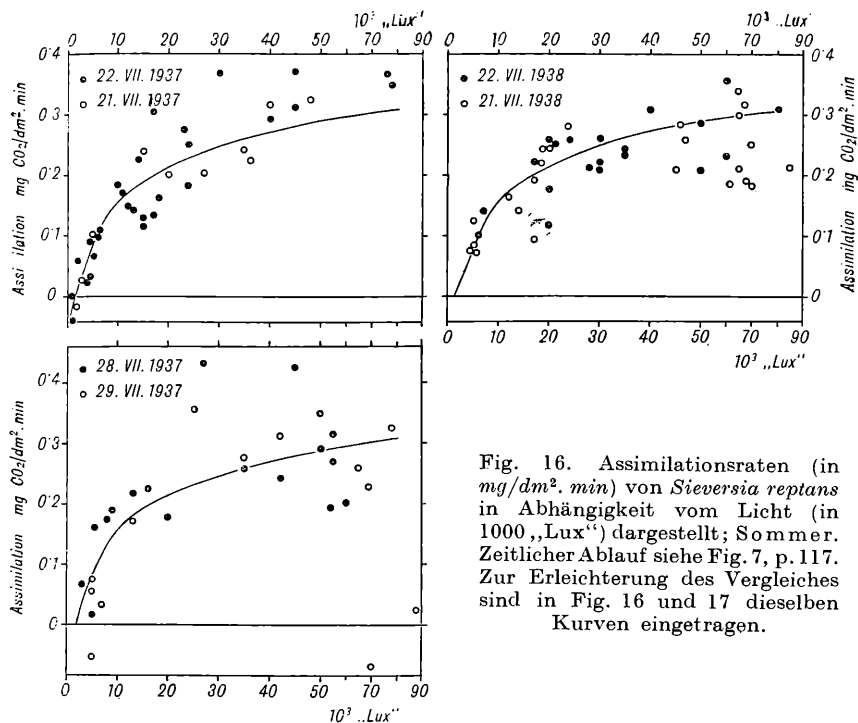 10³ „Lux"
0 10 20 30 40 50 60 70 80 90
0·4
0·3
0·2
0·1
0
Assi ilation mg CO₂/dm². min
22. VII. 1937
21. VII. 1937
10³ „Lux"
0 10 20 30 40 50 60 70 80 90
0·4
0·3
0·2
0·1
0
Assimilation mg CO₂/dm². min
22. VII. 1938
21. VII. 1938
0 10 20 30 40 50 60 70 90
10³ „Lux"
0·4
0·3
0·2
0·1
0
Assimilation mg CO₂/dm². min
28. VII. 1937
29. VII. 1937
0 10 20 30 40 50 60 70 80 90
10³ „Lux"
Fig. 16. Assimilationsraten (in
mg/dm². min) von Sieversia reptans
in Abhängigkeit vom Licht (in
1000 „Lux“) dargestellt; Sommer.
Zeitlicher Ablauf siehe Fig. 7, p. 117.
Zur Erleichterung des Vergleiches
sind in Fig. 16 und 17 dieselben
Kurven eingetragen.